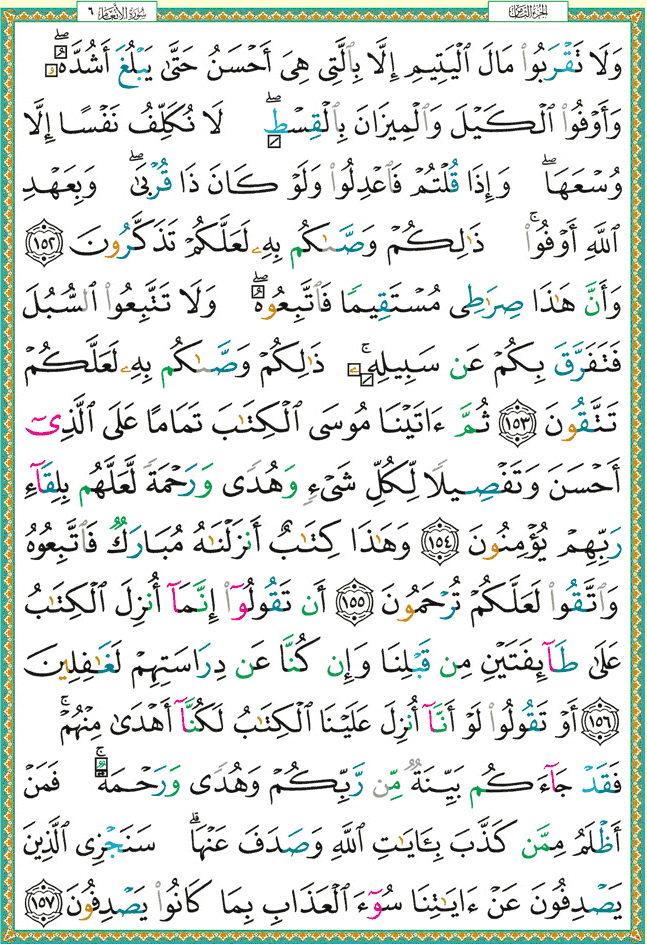 الجزء الثامن
سورة الأنعام ٦
وَلَا تَقْرَبُوا۟ مَالَ ٱلْيَتِيمِ إِلَّا بِٱلَّتِى هِىَ أَحْسَنُ حَتَّىٰ يَبْلُغَ أَشُدَّهُۥ ۖ
وَأَوْفُوا۟ ٱلْكَيْلَ وَٱلْمِيزَانَ بِٱلْقِسْطِ ۖ لَا نُكَلِّفُ نَفْسًا إِلَّا
وُسْعَهَا ۖ وَإِذَا قُلْتُمْ فَٱعْدِلُوا۟ وَلَوْ كَانَ ذَا قُرْبَىٰ ۖ وَبِعَهْدِ
ٱللَّهِ أَوْفُوا۟ ۚ ذَٰلِكُمْ وَصَّىٰكُم بِهِۦ لَعَلَّكُمْ تَذَكَّرُونَ ١٥٢
وَأَنَّ هَٰذَا صِرَٰطِى مُسْتَقِيمًا فَٱتَّبِعُوهُ ۖ وَلَا تَتَّبِعُوا۟ ٱلسُّبُلَ
فَتَفَرَّقَ بِكُمْ عَن سَبِيلِهِۦ ۚ ذَٰلِكُمْ وَصَّىٰكُم بِهِۦ لَعَلَّكُمْ
تَتَّقُونَ ١٥٣ ثُمَّ ءَاتَيْنَا مُوسَى ٱلْكِتَٰبَ تَمَامًا عَلَى ٱلَّذِىٓ
أَحْسَنَ وَتَفْصِيلًا لِّكُلِّ شَىْءٍ وَهُدًى وَرَحْمَةً لَّعَلَّهُم بِلِقَآءِ
رَبِّهِمْ يُؤْمِنُونَ ١٥٤ وَهَٰذَا كِتَٰبٌ أَنزَلْنَٰهُ مُبَارَكٌ فَٱتَّبِعُوهُ
وَٱتَّقُوا۟ لَعَلَّكُمْ تُرْحَمُونَ ١٥٥ أَن تَقُولُوٓا۟ إِنَّمَآ أُنزِلَ ٱلْكِتَٰبُ
عَلَىٰ طَآئِفَتَيْنِ مِن قَبْلِنَا وَإِن كُنَّا عَن دِرَاسَتِهِمْ لَغَٰفِلِينَ
١٥٦ أَوْ تَقُولُوا۟ لَوْ أَنَّآ أُنزِلَ عَلَيْنَا ٱلْكِتَٰبُ لَكُنَّآ أَهْدَىٰ مِنْهُمْ ۚ
فَقَدْ جَآءَكُم بَيِّنَةٌ مِّن رَّبِّكُمْ وَهُدًى وَرَحْمَةٌ ۚ فَمَنْ
أَظْلَمُ مِمَّن كَذَّبَ بِـَٔايَٰتِ ٱللَّهِ وَصَدَفَ عَنْهَا ۗ سَنَجْزِى ٱلَّذِينَ
يَصْدِفُونَ عَنْ ءَايَٰتِنَا سُوٓءَ ٱلْعَذَابِ بِمَا كَانُوا۟ يَصْدِفُونَ ١٥٧